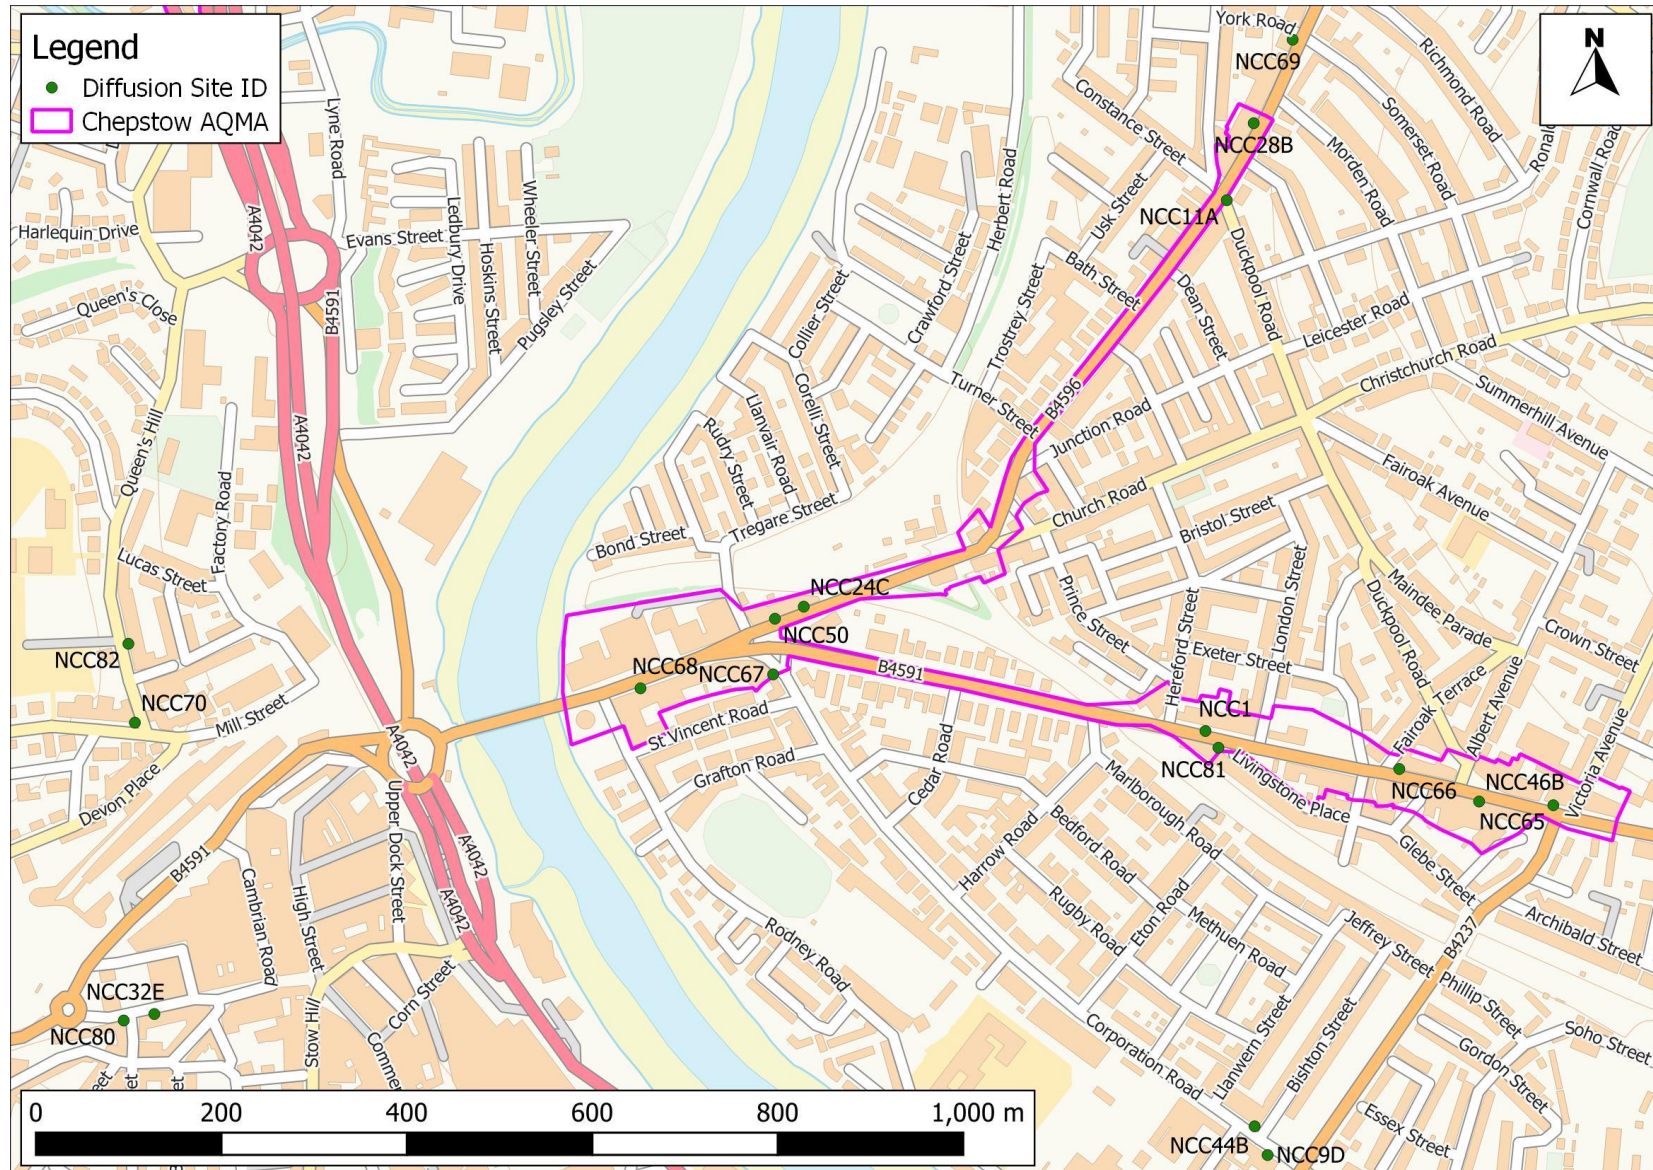 Legend
Diffusion Site ID
Chepstow AQMA
N
York Road
NCC69
Richmond Road
Somerset Road
Constance Street
NCC28B
Morden Road
Cornwall Road
Lyne Road
A4042
Harlequin Drive
Evans Street
Ledbury Drive
Hoskins Street
Wheeler Street
Pugsley Street
B4591
Queen's Close
Herbert Road
Usk Street
NCC11A
Bath Street
Duckpool Road
Dean Street
Crawford Street
Collier Street
Trostrey Street
Leicester Road
Christchurch Road
Turner Street
B4596
Junction Road
Summerhill Avenue
Fairoak Avenue
A4042
Queen's Hill
Factory Road
Corelli Street
Llanvair Road
Rudry Street
Tregare Street
Bond Street
Church Road
Bristol Street
Lucas Street
London Street
Maindee Parade
Prince Street
Hereford Street
Duckpool Road
Crown Street
NCC24C
NCC50
NCC82
NCC68
NCC67
B4591
Exeter Street
NCC70
Mill Street
St Vincent Road
NCC1
Fairoak Terrace
Albert Avenue
Victoria Avenue
A4042
Grafton Road
Cedar Road
NCC81
Livingstone Place
NCC66
NCC46B
NCC65
Devon Place
Upper Dock Street
Marlborough Road
Harrow Road
Bedford Road
Glebe Street
B4591
A4042
A4042
Cambrian Road
High Street
Rugby Road
Eton Road
Methuen Road
Jeffrey Street
Archibald Street
B4237
Rodney Road
Phillip Street
NCC32E
NCC80
Corn Street
Stow Hill
Corporation Road
Llanwern Street
Bishton Street
Soho Street
Gordon Street
Essex Street
NCC44B
NCC9D
0 200 400 600 800 1,000 m